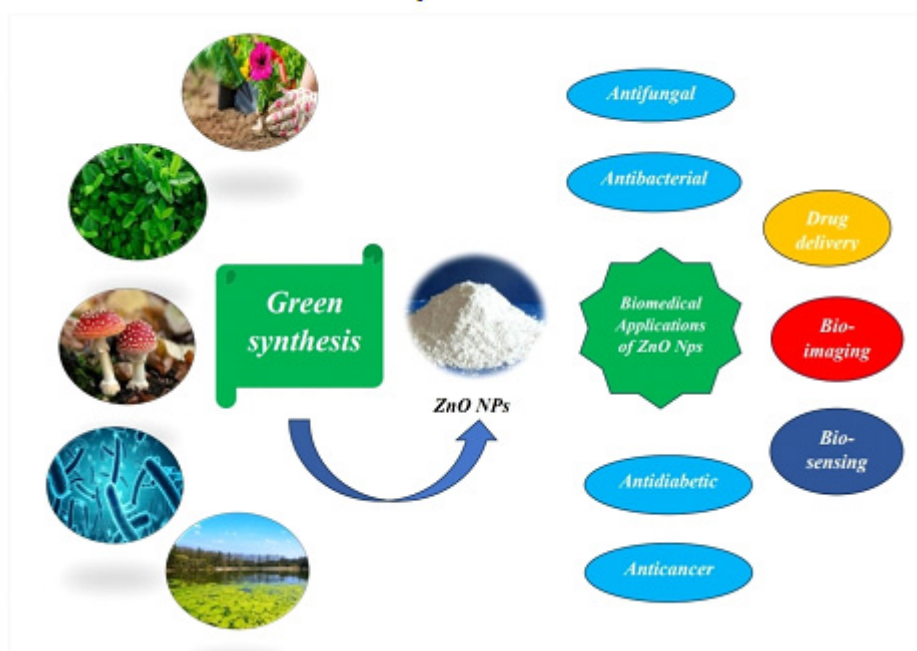 Antifungal
Antibacterial
Drug
delivery
Green
synthesis
Biomedical
Applications
of ZnO Nps
Bio-
imaging
ZnO NPs
Bio-
sensing
Antidiabetic
Anticancer